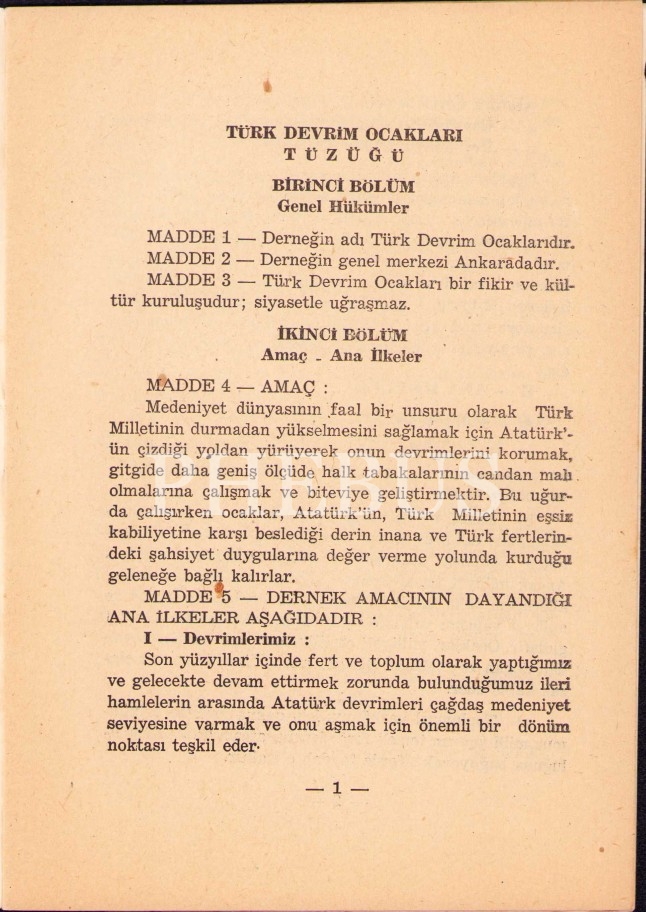 TÜRK DEVRİM OCAKLARI
TÜZÜĞÜ
BİRİNCİ BÖLÜM
Genel Hükümler
MADDE 1 — Derneğin adı Türk Devrim Ocaklarıdır.
MADDE 2 — Derneğin genel merkezi Ankaradadır.
MADDE 3 — Türk Devrim Ocakları bir fikir ve kül-
tür kuruluşudur; siyasetle uğraşmaz.
İKİNCİ BÖLÜM
Amaç - Ana İlkeler
MADDE 4 — AMAÇ :
Medeniyet dünyasının faal bir unsuru olarak Türk
Milletinin durmadan yükselmesini sağlamak için Atatürk'-
ün çizdiği yoldan yürüyerek onun devrimlerini korumak,
gitgide daha geniş ölçüde halk tabakalarının candan malı
olmalarına çalışmak ve biteviye geliştirmektir. Bu uğur-
da çalışırken ocaklar, Atatürk'ün, Türk Milletinin eşsiz
kabiliyetine karşı beslediği derin inana ve Türk fertlerin-
deki şahsiyet duygularına değer verme yolunda kurduğu
geleneğe bağlı kalırlar.
MADDE 5 — DERNEK AMACININ DAYANDIĞI
ANA İLKELER AŞAĞIDADIR :
I — Devrimlerimiz :
Son yüzyıllar içinde fert ve toplum olarak yaptığımız
ve gelecekte devam ettirmek zorunda bulunduğumuz ileri
hamlelerin arasında Atatürk devrimleri çağdaş medeniyet
seviyesine varmak ve onu aşmak için önemli bir dönüm
noktası teşkil eder.
— 1 —
PHEBUS